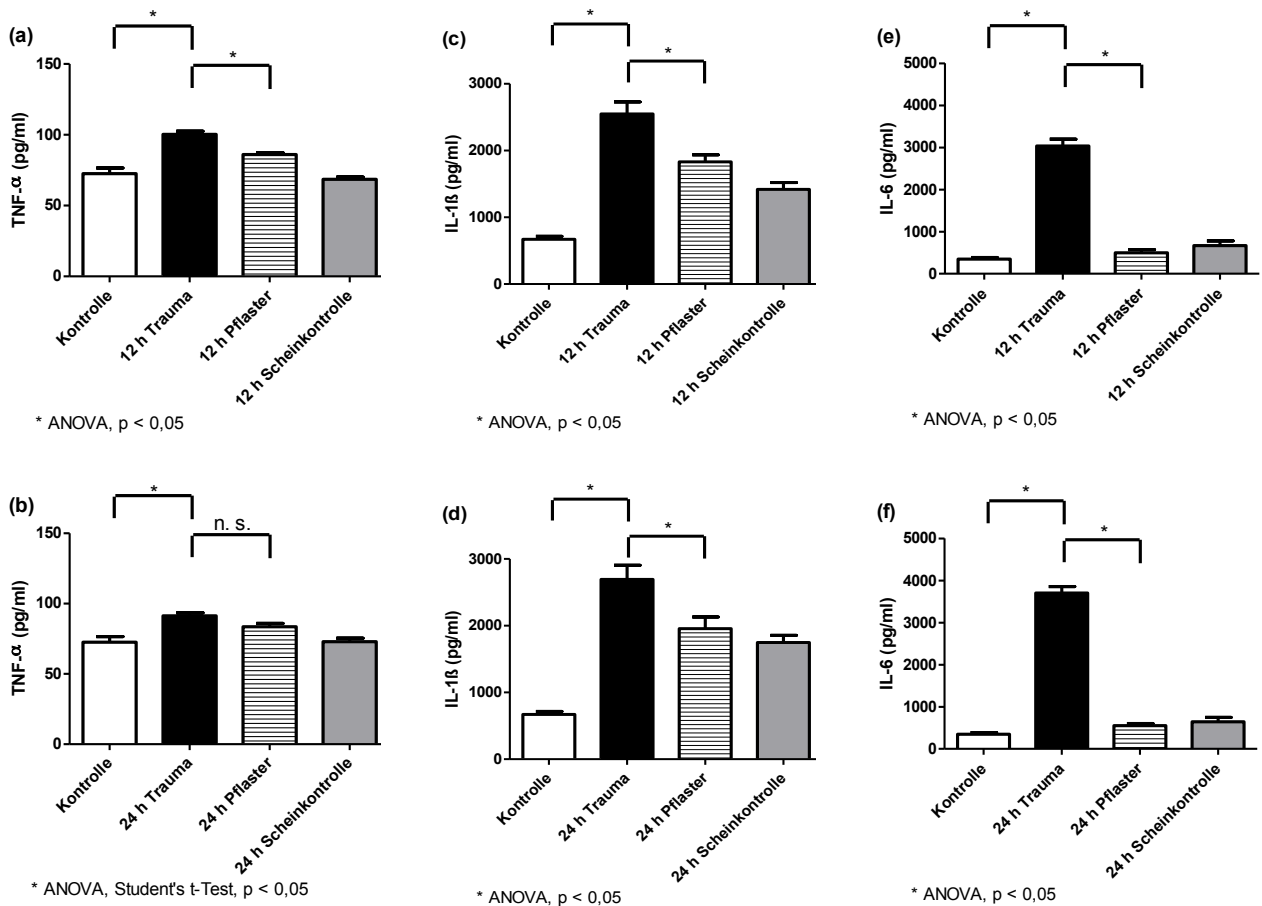 (a)
*
*
TNF-α (pg/ml)
150
100
50
0
Kontrolle
12 h Trauma
12 h Pflaster
12 h Scheinkontrolle
* ANOVA, p < 0,05
(c)
*
*
IL-1ß (pg/ml)
3000
2000
1000
0
Kontrolle
12 h Trauma
12 h Pflaster
12 h Scheinkontrolle
* ANOVA, p < 0,05
(e)
*
*
IL-6 (pg/ml)
5000
4000
3000
2000
1000
0
Kontrolle
12 h Trauma
12 h Pflaster
12 h Scheinkontrolle
* ANOVA, p < 0,05
(b)
*
n. s.
TNF-α (pg/ml)
150
100
50
0
Kontrolle
24 h Trauma
24 h Pflaster
24 h Scheinkontrolle
* ANOVA, Student's t-Test, p < 0,05
(d)
*
*
IL-1ß (pg/ml)
3000
2000
1000
0
Kontrolle
24 h Trauma
24 h Pflaster
24 h Scheinkontrolle
* ANOVA, p < 0,05
(f)
*
*
IL-6 (pg/ml)
5000
4000
3000
2000
1000
0
Kontrolle
24 h Trauma
24 h Pflaster
24 h Scheinkontrolle
* ANOVA, p < 0,05